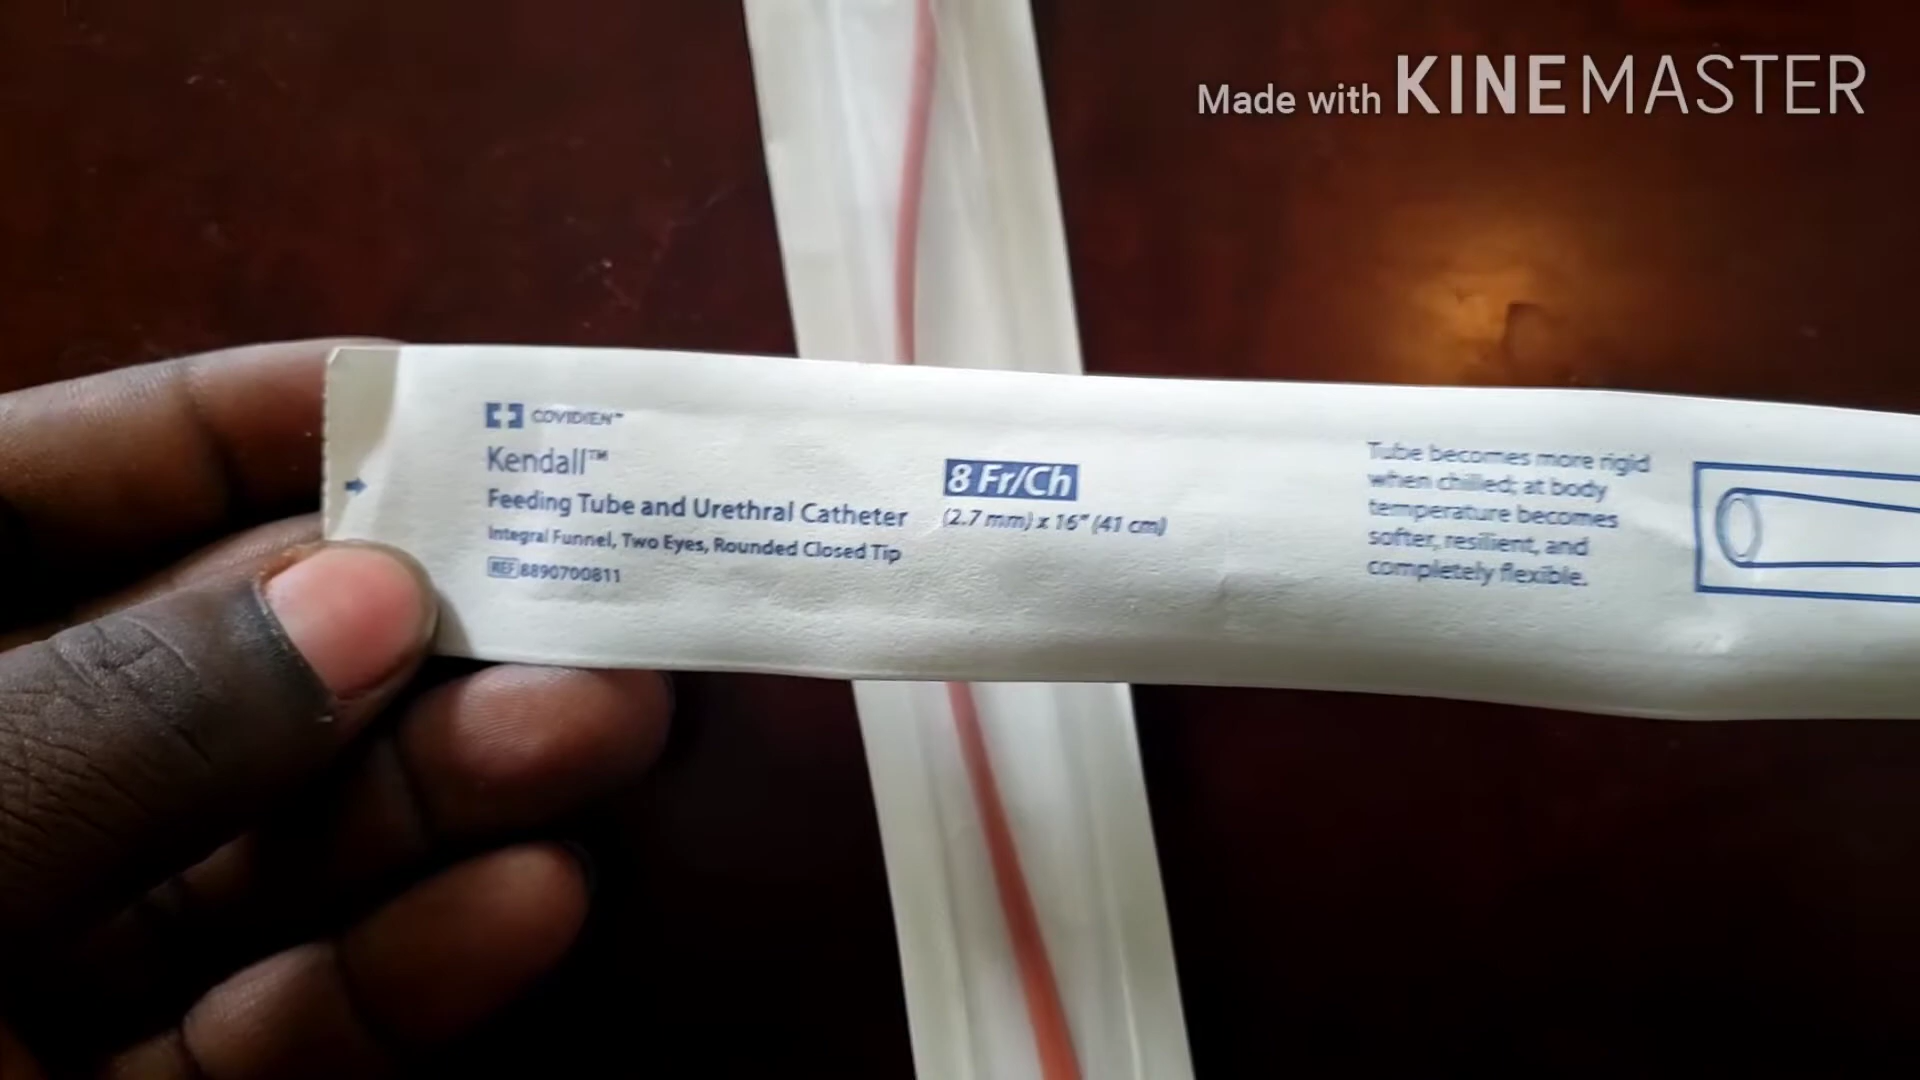 Made with KINEMASTER
COVIDIEN™
Kendall™
Feeding Tube and Urethral Catheter
Integral Funnel, Two Eyes, Rounded Closed Tip
REF 8890700811
8 Fr/Ch
(2.7 mm) x 16" (41 cm)
Tube becomes more rigid
when chilled; at body
temperature becomes
softer, resilient, and
completely flexible.